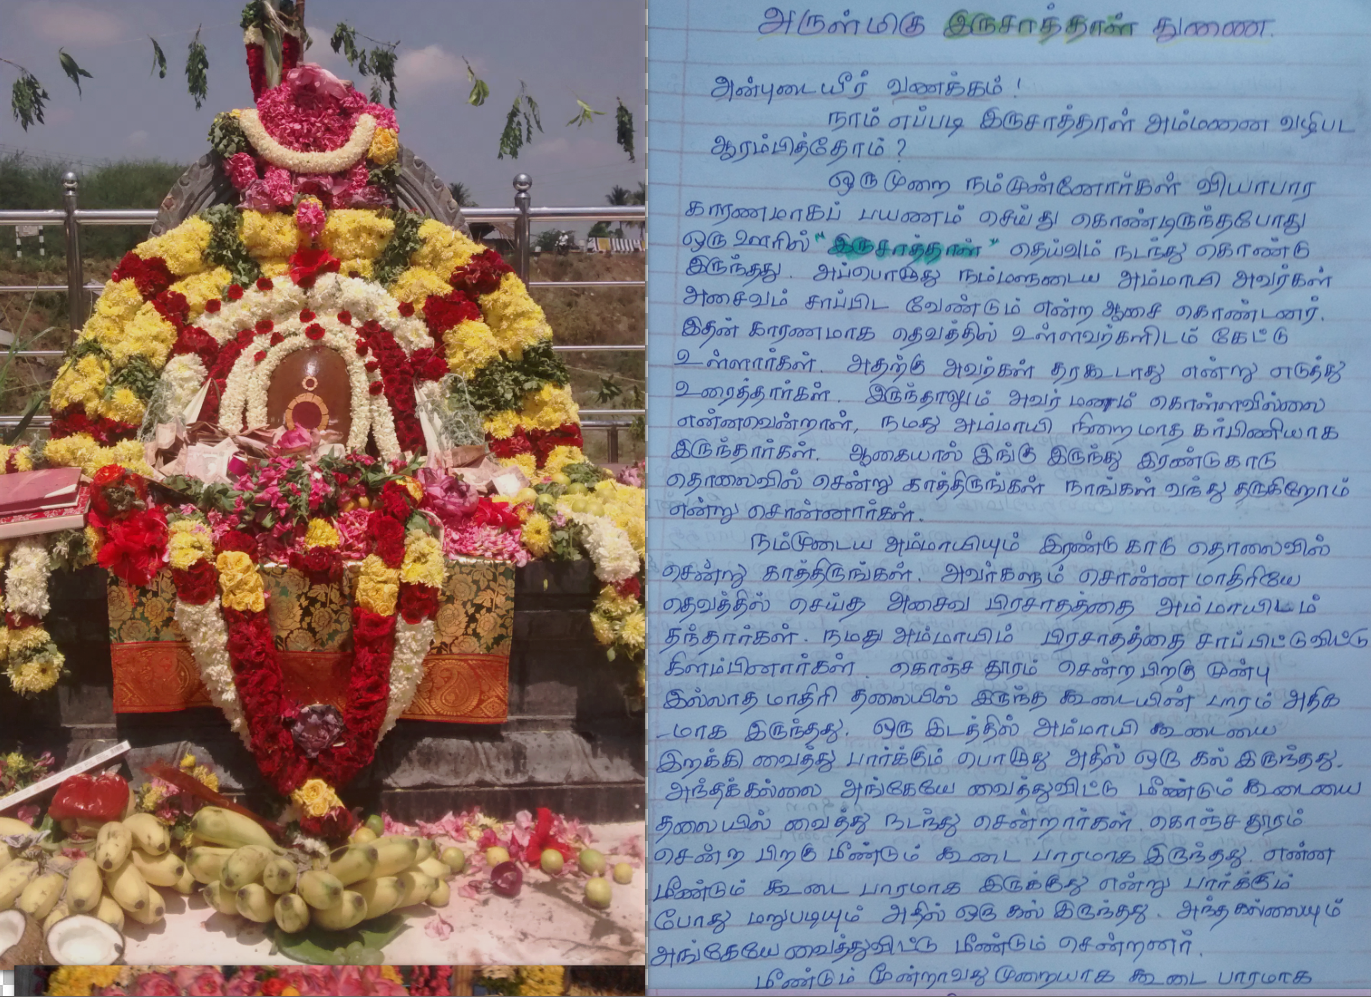 அருள்மிகு இருசாத்தாள் துணை.
அன்புடையீர் வணக்கம் !
நாம் எப்படி இருசாத்தாள் அம்மனை வழிபட
ஆரம்பித்தோம் ?
ஒரு முறை நம்முன்னோர்கள் வியாபார
காரணமாகப் பயணம் செய்து கொண்டிருந்தபோது
ஒரு ஊரில் "இருசாத்தாள்" தெய்வம் நடந்து கொண்டு
இருந்தது. அப்பொழுது நம்மளுடைய அம்மாயி அவர்கள்
அசைவம் சாப்பிட வேண்டும் என்ற ஆசை கொண்டனர்.
இதன் காரணமாக தெவத்தில் உள்ளவர்களிடம் கேட்டு
உள்ளார்கள். அதற்கு அவர்கள் தரகூடாது என்று எடுத்து
உரைத்தார்கள். இருந்தாலும் அவர் மனம் கொள்ளவில்லை
என்னவென்றாள், நமது அம்மாயி நிறைமாத கர்பிணியாக
இருந்தார்கள். ஆகையால் இங்கு இருந்து இரண்டு காடு
தொலைவில் சென்று காத்திருங்கள் நாங்கள் வந்து தருகிறோம்
என்று சொன்னார்கள்.
நம்முடைய அம்மாயியும் இரண்டு காடு தொலைவில்
சென்று காத்திருங்கள். அவர்களும் சொன்ன மாதிரியே
தெவத்தில் செய்த அசைவ பிரசாதத்தை அம்மாயிடம்
தந்தார்கள். நமது அம்மாயிம் பிரசாதத்தை சாப்பிட்டுவிட்டு
கிளம்பினார்கள். கொஞ்ச தூரம் சென்ற பிறகு முன்பு
இல்லாத மாதிரி தலையில் இருந்த கூடையின் பாரம் அதிக
-மாக இருந்தது. ஒரு இடத்தில் அம்மாயி கூடையை
இறக்கி வைத்து பார்க்கும் பொழுது அதில் ஒரு கல் இருந்தது.
அந்தக்கல்லை அங்கேயே வைத்துவிட்டு மீண்டும் கூடையை
தலையில் வைத்து நடந்து சென்றார்கள். கொஞ்ச தூரம்
சென்ற பிறகு மீண்டும் கூடை பாரமாக இருந்தது. என்ன
மீண்டும் கூடை பாரமாக இருக்குது என்று பார்க்கும்
போது மறுபடியும் அதில் ஒரு கல் இருந்தது. அந்த கல்லையும்
அங்கேயே வைத்துவிட்டு மீண்டும் சென்றனர்.
மீண்டும் மூன்றாவது முறையாக கூடை பாரமாக